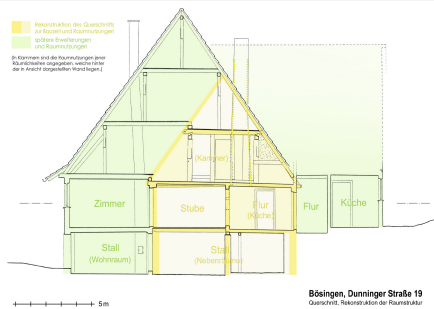 Rekonstruktion des Querschnitts
zur Bauzeit und Raumnutzungen
spätere Erweiterungen
und Raumnutzungen
(In Klammern sind die Raumnutzungen jener
Räumlichkeiten angegeben, welche hinter
der in Ansicht dargestellten Wand liegen.)
(Kammer)
Zimmer
Stube
Flur
(Küche)
Flur
Küche
Stall
(Wohnraum)
Stall
(Nebenräume)
5 m
Bösingen, Dunninger Straße 19
Querschnitt, Rekonstruktion der Raumstruktur